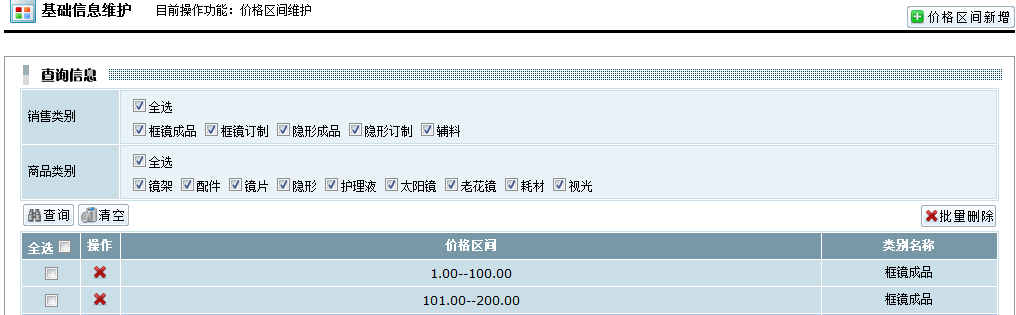 基础信息维护 目前操作功能：价格区间维护
价格区间新增
查询信息
销售类别
全选
框镜成品 框镜订制 隐形成品 隐形订制 辅料
商品类别
全选
镜架 配件 镜片 隐形 护理液 太阳镜 老花镜 耗材 视光
查询 清空 批量删除
全选 操作 价格区间 类别名称
1.00--100.00 框镜成品
101.00--200.00 框镜成品